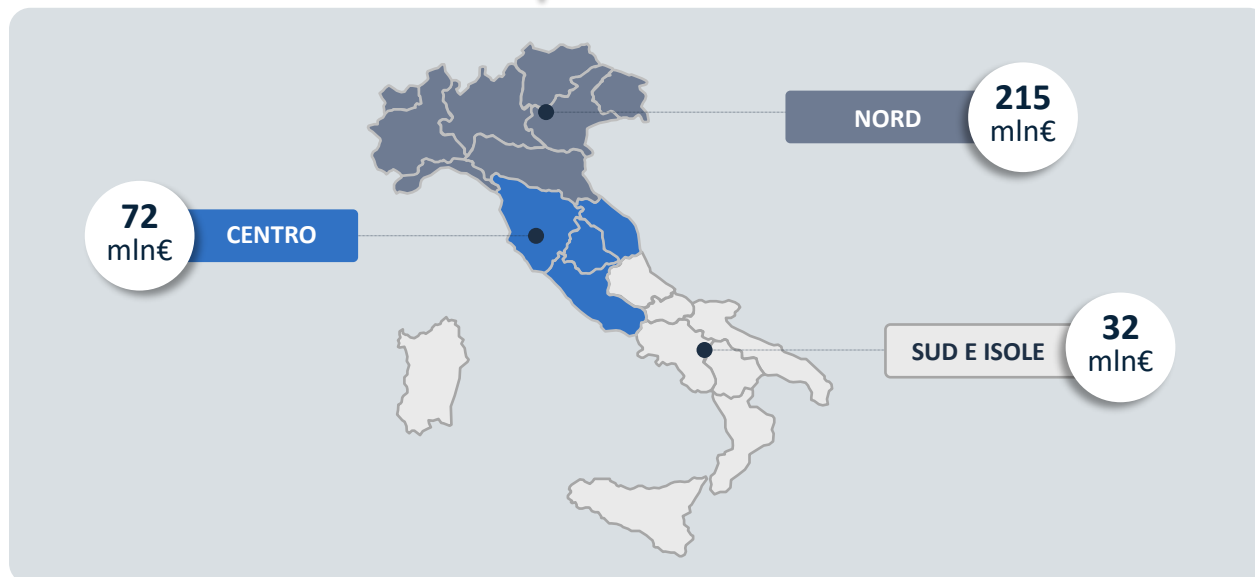 215
mln€
NORD
72
mln€
CENTRO
32
mln€
SUD E ISOLE